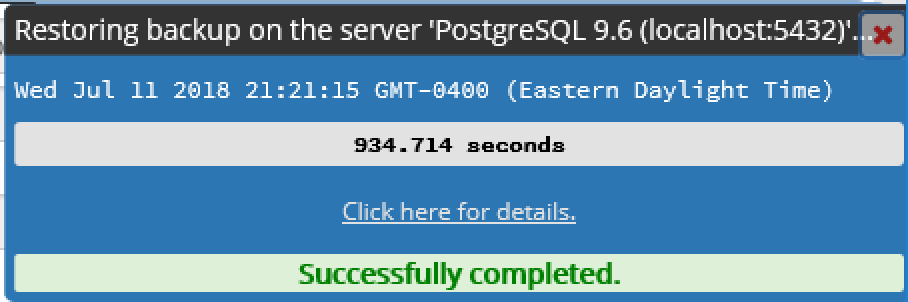 Restoring backup on the server 'PostgreSQL 9.6 (localhost:5432)'...
Wed Jul 11 2018 21:21:15 GMT-0400 (Eastern Daylight Time)
934.714 seconds
Click here for details.
Successfully completed.